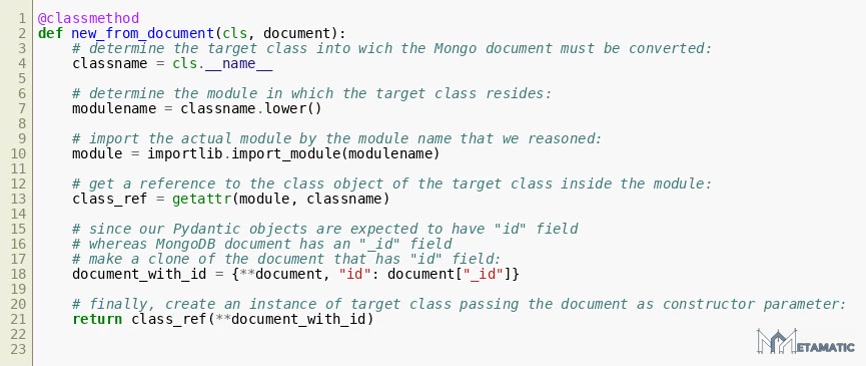 1 @classmethod
2 def new_from_document(cls, document):
3     # determine the target class into wich the Mongo document must be converted:
4     classname = cls.__name__
5
6     # determine the module in which the target class resides:
7     modulename = classname.lower()
8
9     # import the actual module by the module name that we reasoned:
10     module = importlib.import_module(modulename)
11
12     # get a reference to the class object of the target class inside the module:
13     class_ref = getattr(module, classname)
14
15     # since our Pydantic objects are expected to have "id" field
16     # whereas MongoDB document has an "_id" field
17     # make a clone of the document that has "id" field:
18     document_with_id = {**document, "id": document["_id"]}
19
20     # finally, create an instance of target class passing the document as constructor parameter:
21     return class_ref(**document_with_id)
22
23
METAMATIC